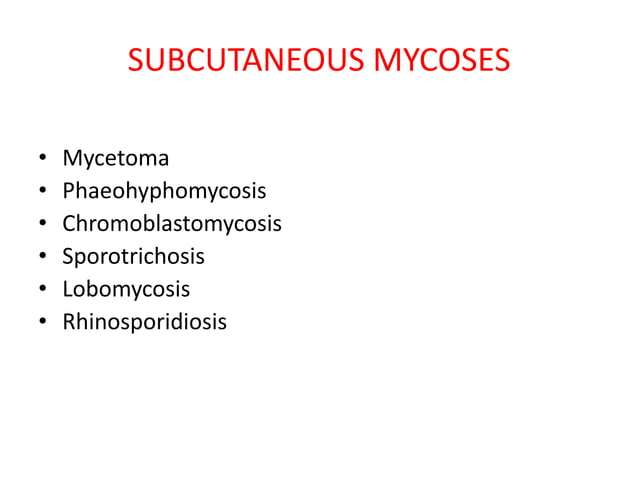 SUBCUTANEOUS MYCOSES
• Mycetoma
• Phaeohyphomycosis
• Chromoblastomycosis
• Sporotrichosis
• Lobomycosis
• Rhinosporidiosis